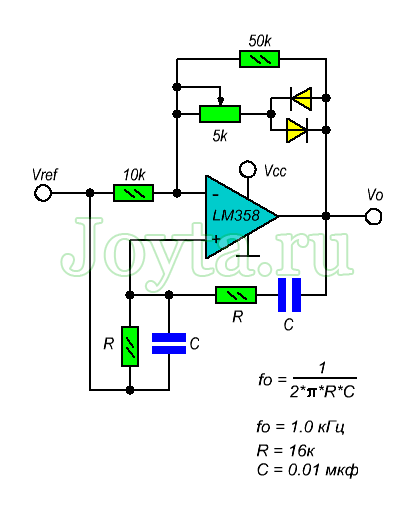 50k
5k
10k
Vref
Vcc
Vo
-
LM358
+
Joyta.ru
R
C
R
C
fo = 1 / 2*π*R*C
fo = 1.0 кГц
R = 16к
C = 0.01 мкф